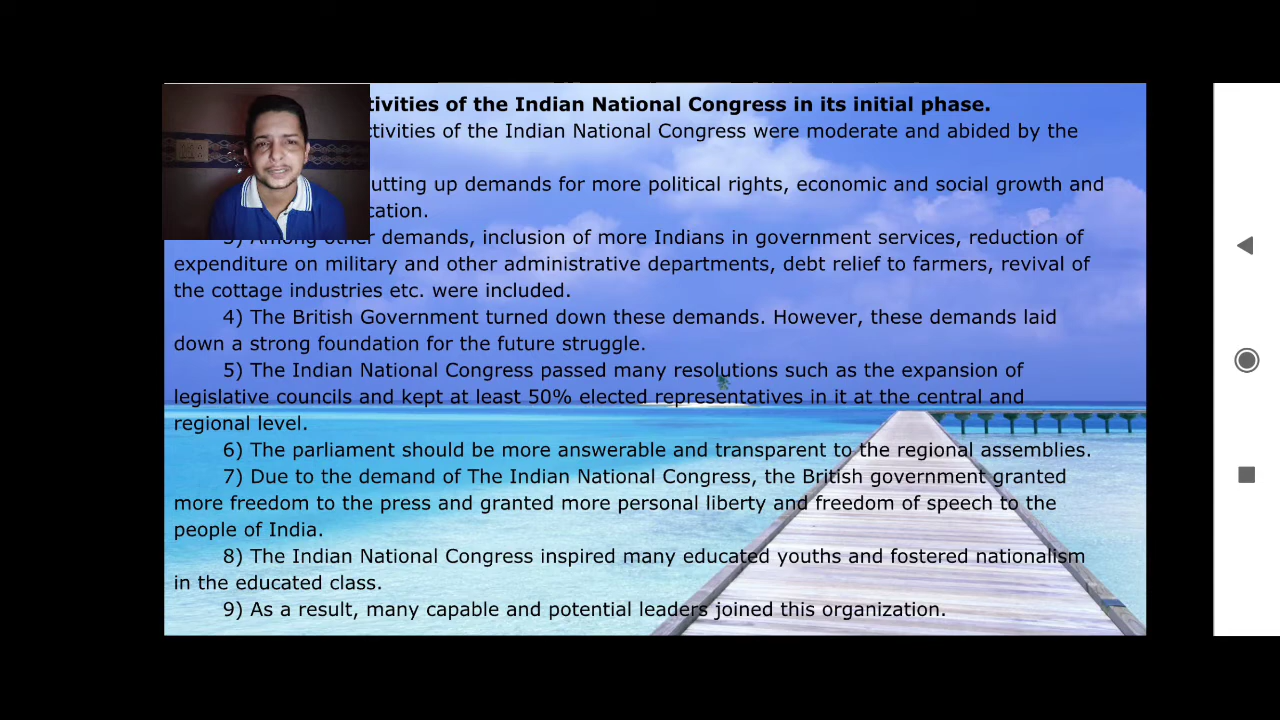 tivities of the Indian National Congress in its initial phase.
ctivities of the Indian National Congress were moderate and abided by the
utting up demands for more political rights, economic and social growth and
cation.
3) Among other demands, inclusion of more Indians in government services, reduction of
expenditure on military and other administrative departments, debt relief to farmers, revival of
the cottage industries etc. were included.
4) The British Government turned down these demands. However, these demands laid
down a strong foundation for the future struggle.
5) The Indian National Congress passed many resolutions such as the expansion of
legislative councils and kept at least 50% elected representatives in it at the central and
regional level.
6) The parliament should be more answerable and transparent to the regional assemblies.
7) Due to the demand of The Indian National Congress, the British government granted
more freedom to the press and granted more personal liberty and freedom of speech to the
people of India.
8) The Indian National Congress inspired many educated youths and fostered nationalism
in the educated class.
9) As a result, many capable and potential leaders joined this organization.